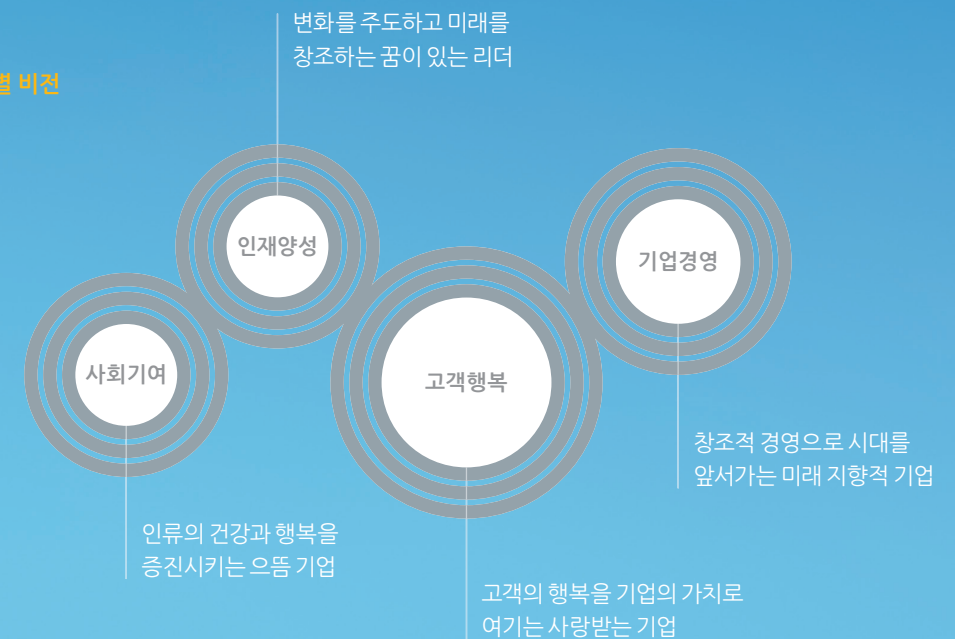 변화를 주도하고 미래를
창조하는 꿈이 있는 리더
비전
인재양성
기업경영
사회기여
고객행복
창조적 경영으로 시대를
앞서가는 미래 지향적 기업
인류의 건강과 행복을
증진시키는 으뜸 기업
고객의 행복을 기업의 가치로
여기는 사랑받는 기업